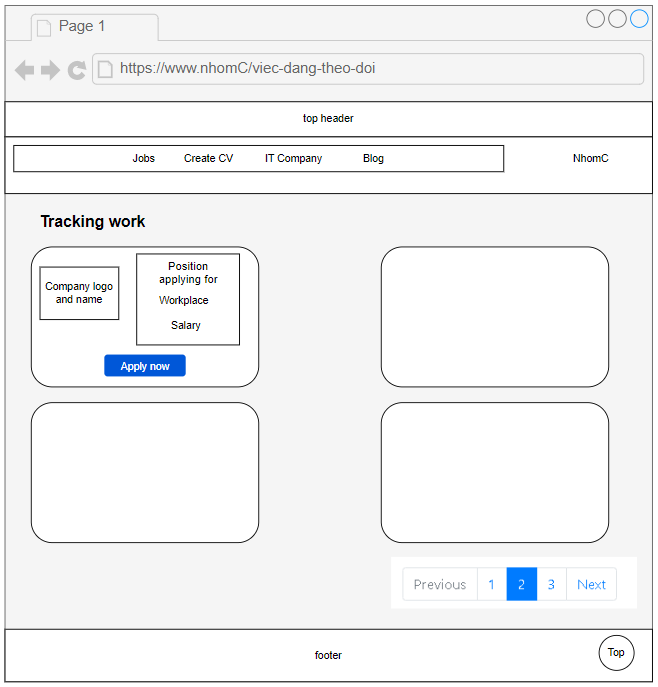 Page 1
https://www.nhomC/viec-dang-theo-doi
top header
Jobs Create CV IT Company Blog NhomC
Tracking work
Company logo
and name
Position
applying for
Workplace
Salary
Apply now
Previous 1 2 3 Next
footer
Top